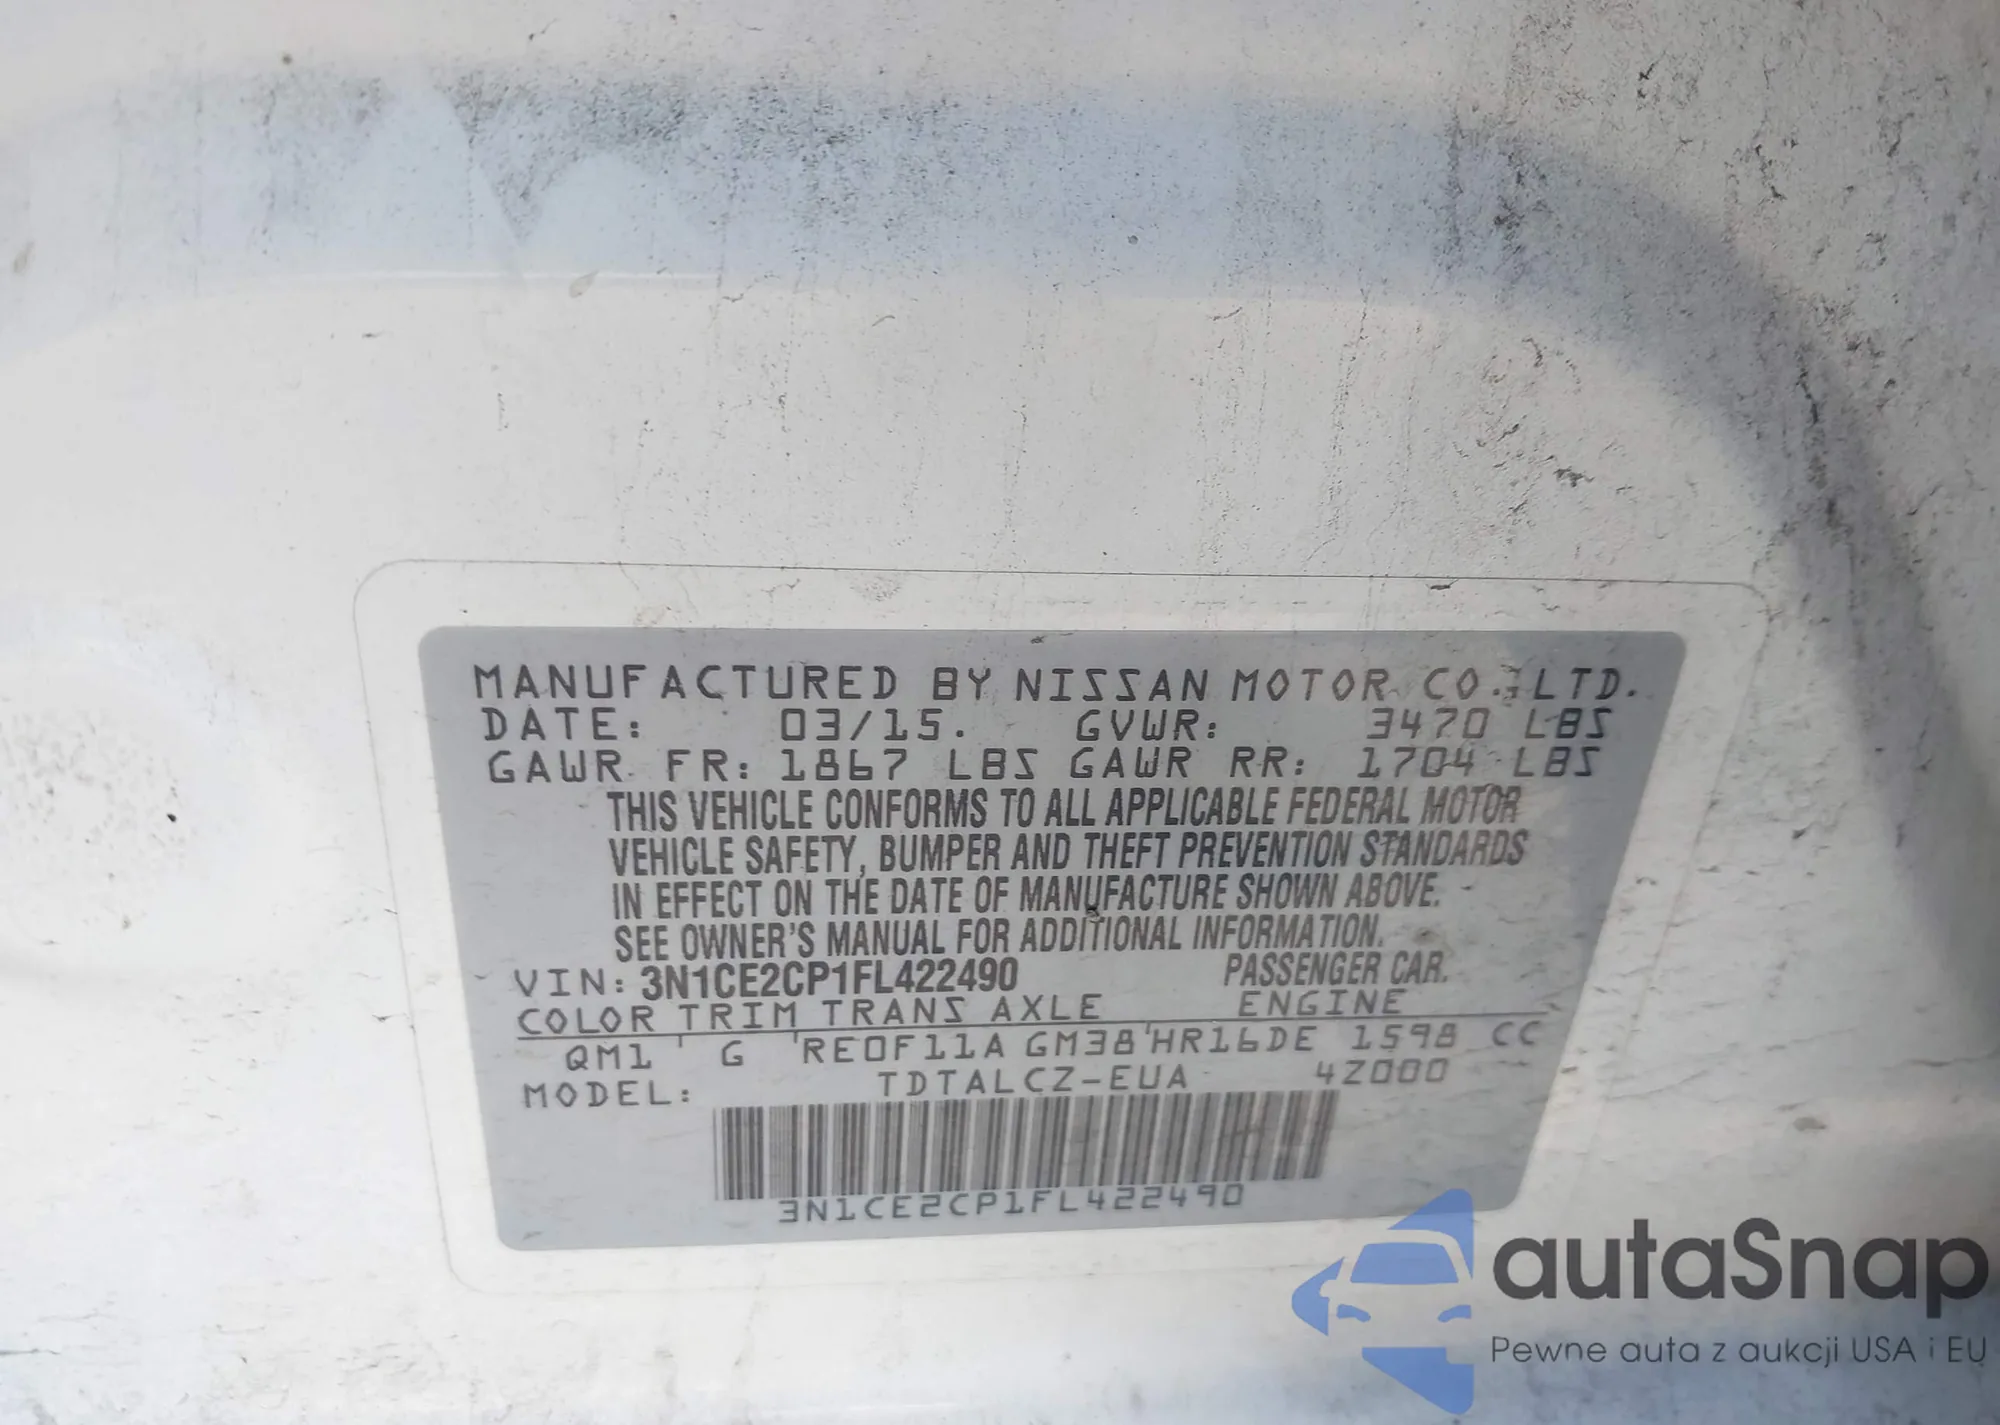 MANUFACTURED BY NISSAN MOTOR CO., LTD.
DATE: 03/15. GVWR: 3470 LBS
GAWR FR: 1867 LBS GAWR RR: 1704 LBS
THIS VEHICLE CONFORMS TO ALL APPLICABLE FEDERAL MOTOR
VEHICLE SAFETY, BUMPER AND THEFT PREVENTION STANDARDS
IN EFFECT ON THE DATE OF MANUFACTURE SHOWN ABOVE.
SEE OWNER'S MANUAL FOR ADDITIONAL INFORMATION.
VIN: 3N1CE2CP1FL422490 PASSENGER CAR.
COLOR TRIM TRANS AXLE ENGINE
QM1 ' G 'RE0F11A GM38'HR16DE 1598 CC
MODEL: TDTALCZ-EUA 4Z000
3N1CE2CP1FL422490
autaSnap
Pewne auta z aukcji USA i EU